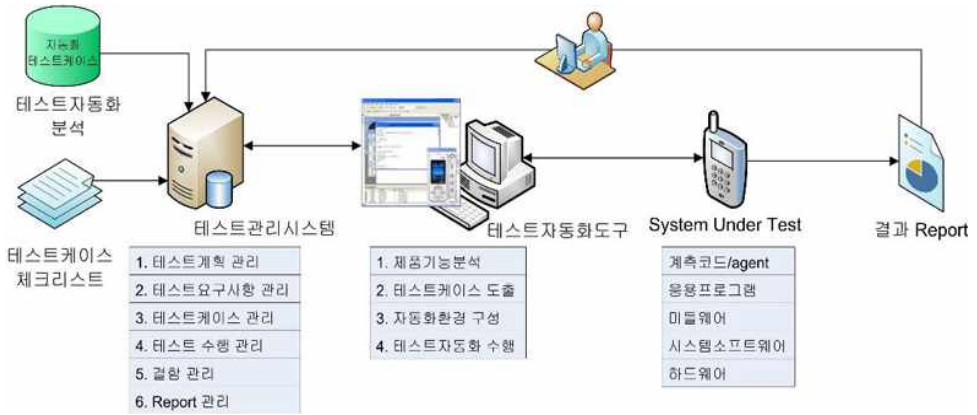 자동화
테스트케이스
테스트자동화
분석
테스트케이스
체크리스트
테스트관리시스템
1. 테스트계획 관리
2. 테스트요구사항 관리
3. 테스트케이스 관리
4. 테스트 수행 관리
5. 결함 관리
6. Report 관리
테스트자동화도구
1. 제품기능분석
2. 테스트케이스 도출
3. 자동화환경 구성
4. 테스트자동화 수행
System Under Test
계측코드/agent
응용프로그램
미들웨어
시스템소프트웨어
하드웨어
결과 Report